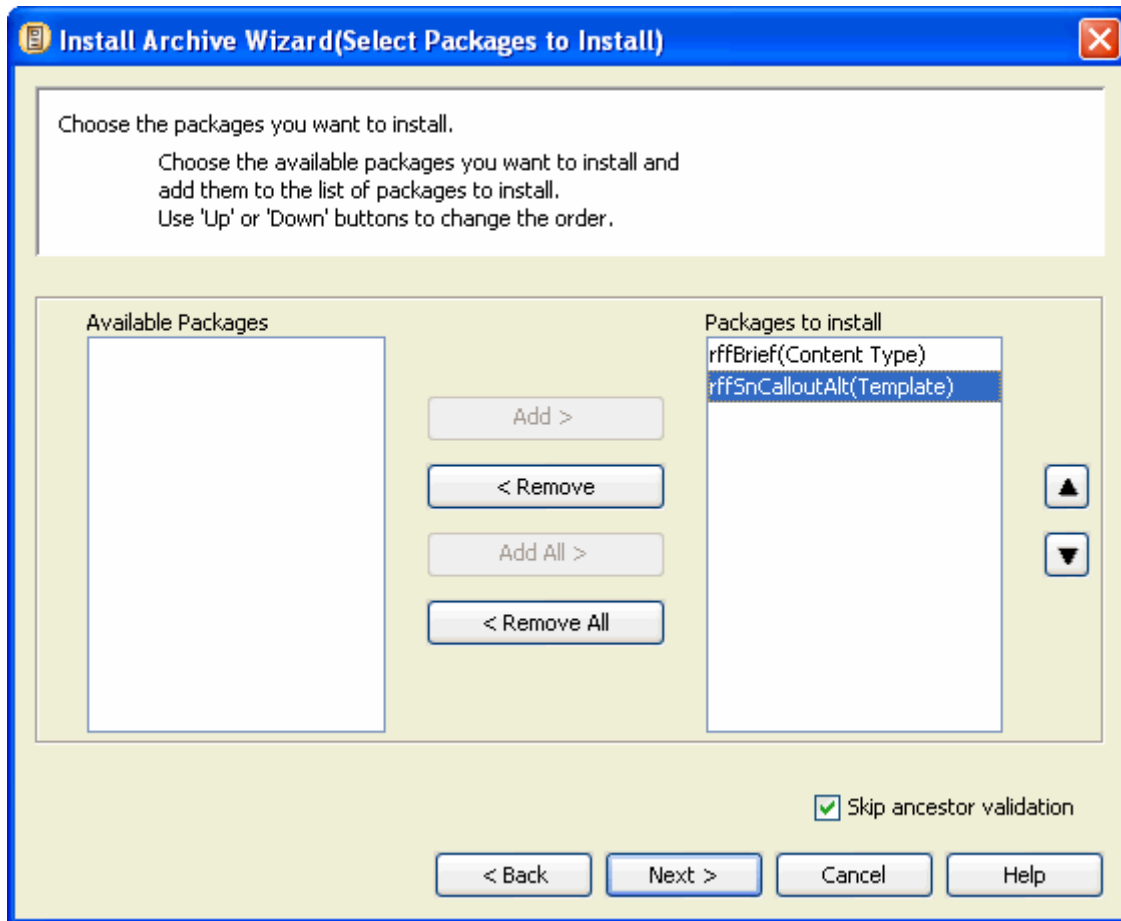 Install Archive Wizard(Select Packages to Install)
Choose the packages you want to install.
Choose the available packages you want to install and
add them to the list of packages to install.
Use 'Up' or 'Down' buttons to change the order.
Available Packages
Packages to install
rffBrief(Content Type)
rffSnCalloutAlt(Template)
Add >
< Remove
Add All >
< Remove All
Skip ancestor validation
< Back
Next >
Cancel
Help